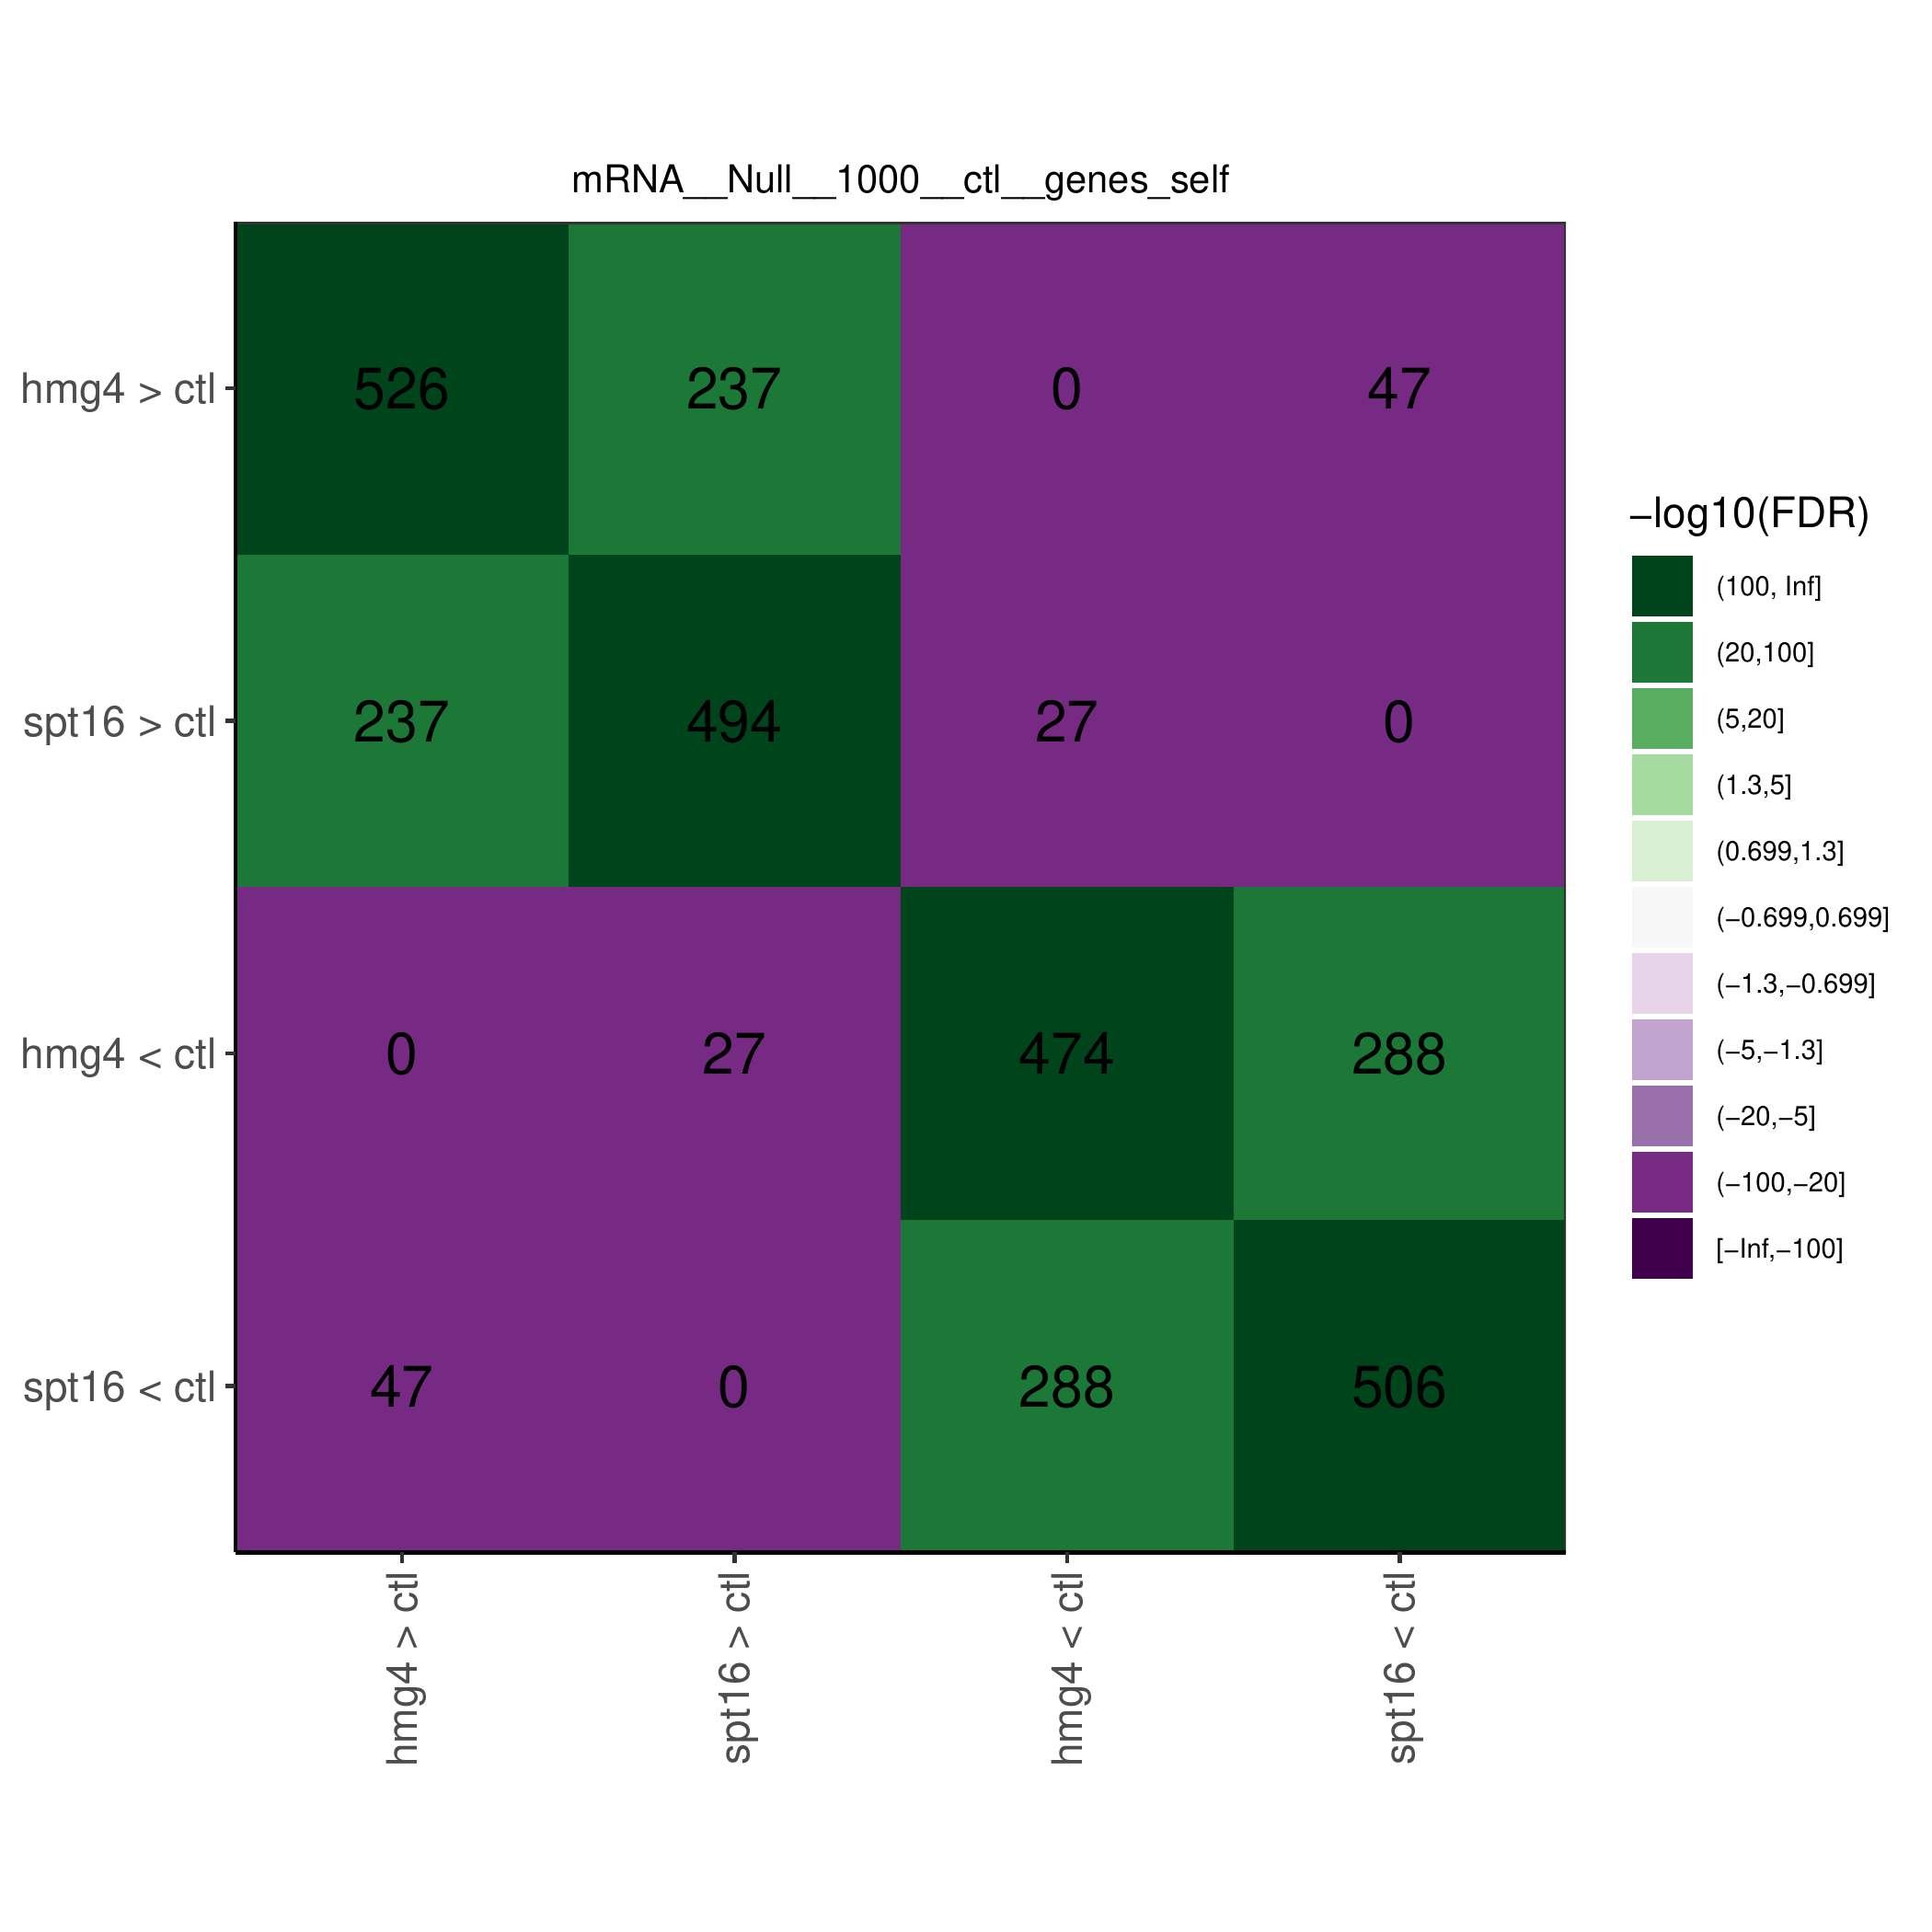 mRNA__Null__1000__ctl__genes_self
hmg4 > ctl
526 237 0 47
spt16 > ctl
237 494 27 0
hmg4 < ctl
0 27 474 288
spt16 < ctl
47 0 288 506
hmg4 > ctl
spt16 > ctl
hmg4 < ctl
spt16 < ctl
−log10(FDR)
(100, Inf]
(20,100]
(5,20]
(1.3,5]
(0.699,1.3]
(−0.699,0.699]
(−1.3,−0.699]
(−5,−1.3]
(−20,−5]
(−100,−20]
[−Inf,−100]